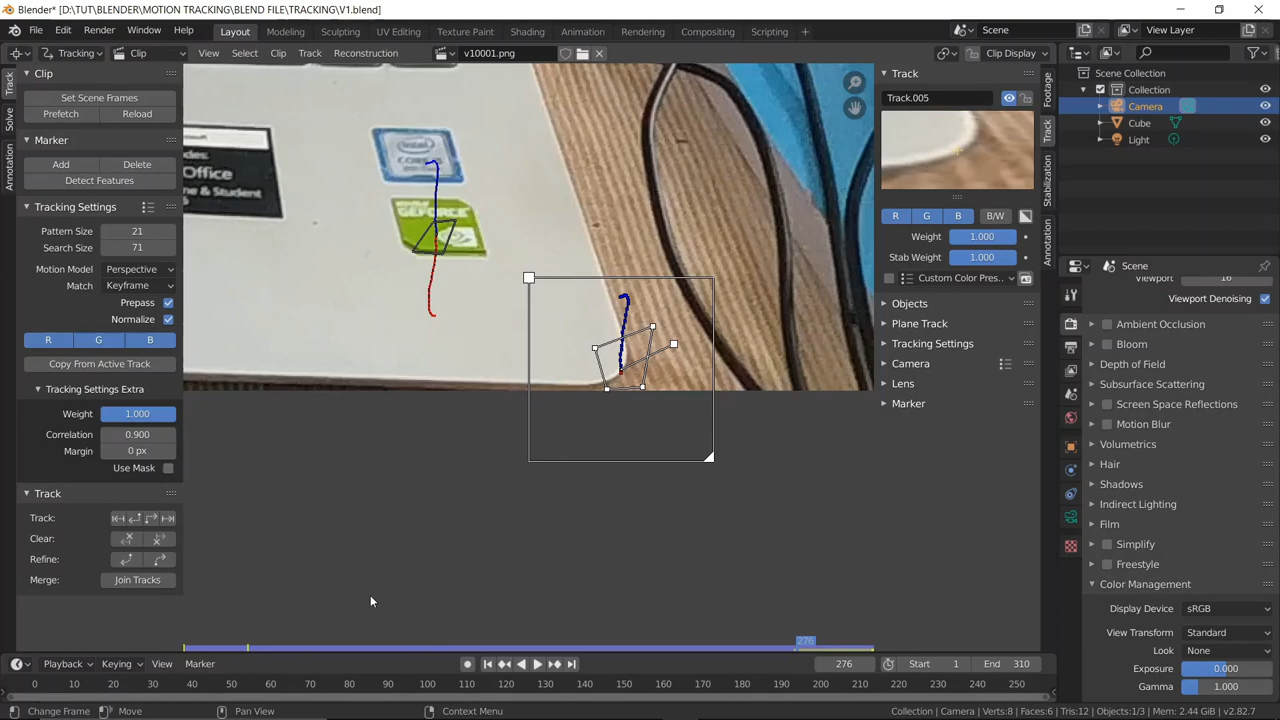 Blender* [D:\TUT\BLENDER\MOTION TRACKING\BLEND FILE\TRACKING\V1.blend]
File Edit Render Window Help Layout Modeling Sculpting UV Editing Texture Paint Shading Animation Rendering Compositing Scripting Scene View Layer
Tracking Clip View Select Clip Track Reconstruction v10001.png Clip Display
Track
Solve
Annotation
Clip
Set Scene Frames
Prefetch Reload
Marker
Add Delete
Detect Features
Tracking Settings
Pattern Size 21
Search Size 71
Motion Model Perspective
Match Keyframe
Prepass
Normalize
R G B
Copy From Active Track
Tracking Settings Extra
Weight 1.000
Correlation 0.900
Margin 0 px
Use Mask
Track
Track:
Clear:
Refine:
Merge: Join Tracks
Office
& Student
intel
CORE
GEFORCE
276
Track
Track.005
R G B B/W
Weight 1.000
Stab Weight 1.000
Custom Color Pres..
Objects
Plane Track
Tracking Settings
Camera
Lens
Marker
Footage
Track
Stabilization
Annotation
Scene Collection
Collection
Camera
Cube
Light
Scene
Viewport 16
Viewport Denoising
Ambient Occlusion
Bloom
Depth of Field
Subsurface Scattering
Screen Space Reflections
Motion Blur
Volumetrics
Hair
Shadows
Indirect Lighting
Film
Simplify
Freestyle
Color Management
Display Device sRGB
View Transform Standard
Look None
Exposure 0.000
Gamma 1.000
Playback Keying View Marker 276 Start 1 End 310
0 10 20 30 40 50 60 70 80 90 100 110 120 130 140 150 160 170 180 190 200 210 220 230 240 250
Change Frame Move Pan View Context Menu Collection | Camera | Verts:8 | Faces:6 | Tris:12 | Objects:1/3 | Mem: 2.44 GiB | v2.82.7